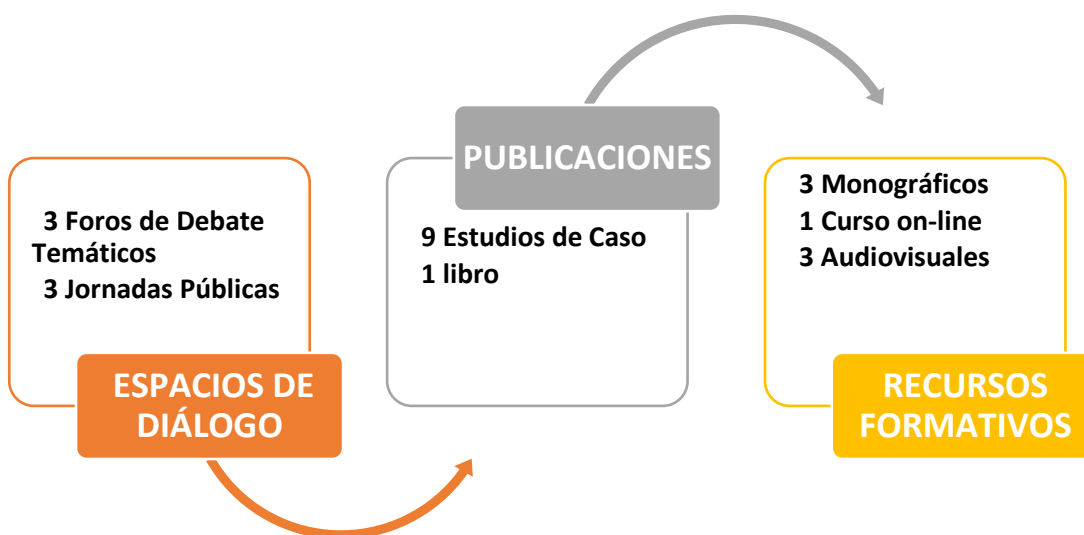 3 Foros de Debate
Temáticos
3 Jornadas Públicas
ESPACIOS DE
DIÁLOGO
PUBLICACIONES
9 Estudios de Caso
1 libro
3 Monográficos
1 Curso on-line
3 Audiovisuales
RECURSOS
FORMATIVOS